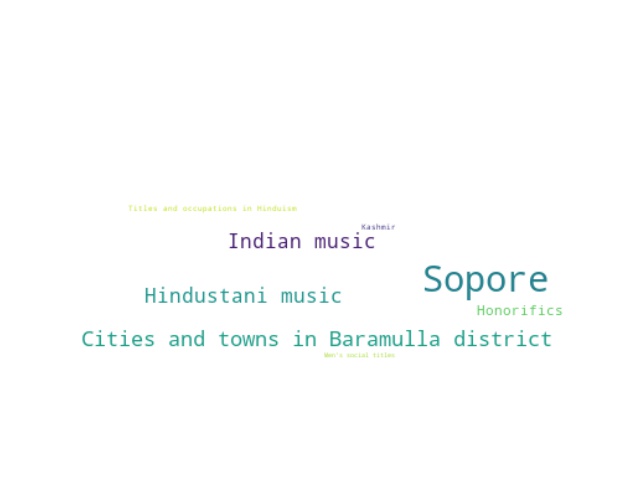 Titles and occupations in Hinduism
Kashmir
Indian music
Sopore
Hindustani music
Honorifics
Cities and towns in Baramulla district
Men's social titles